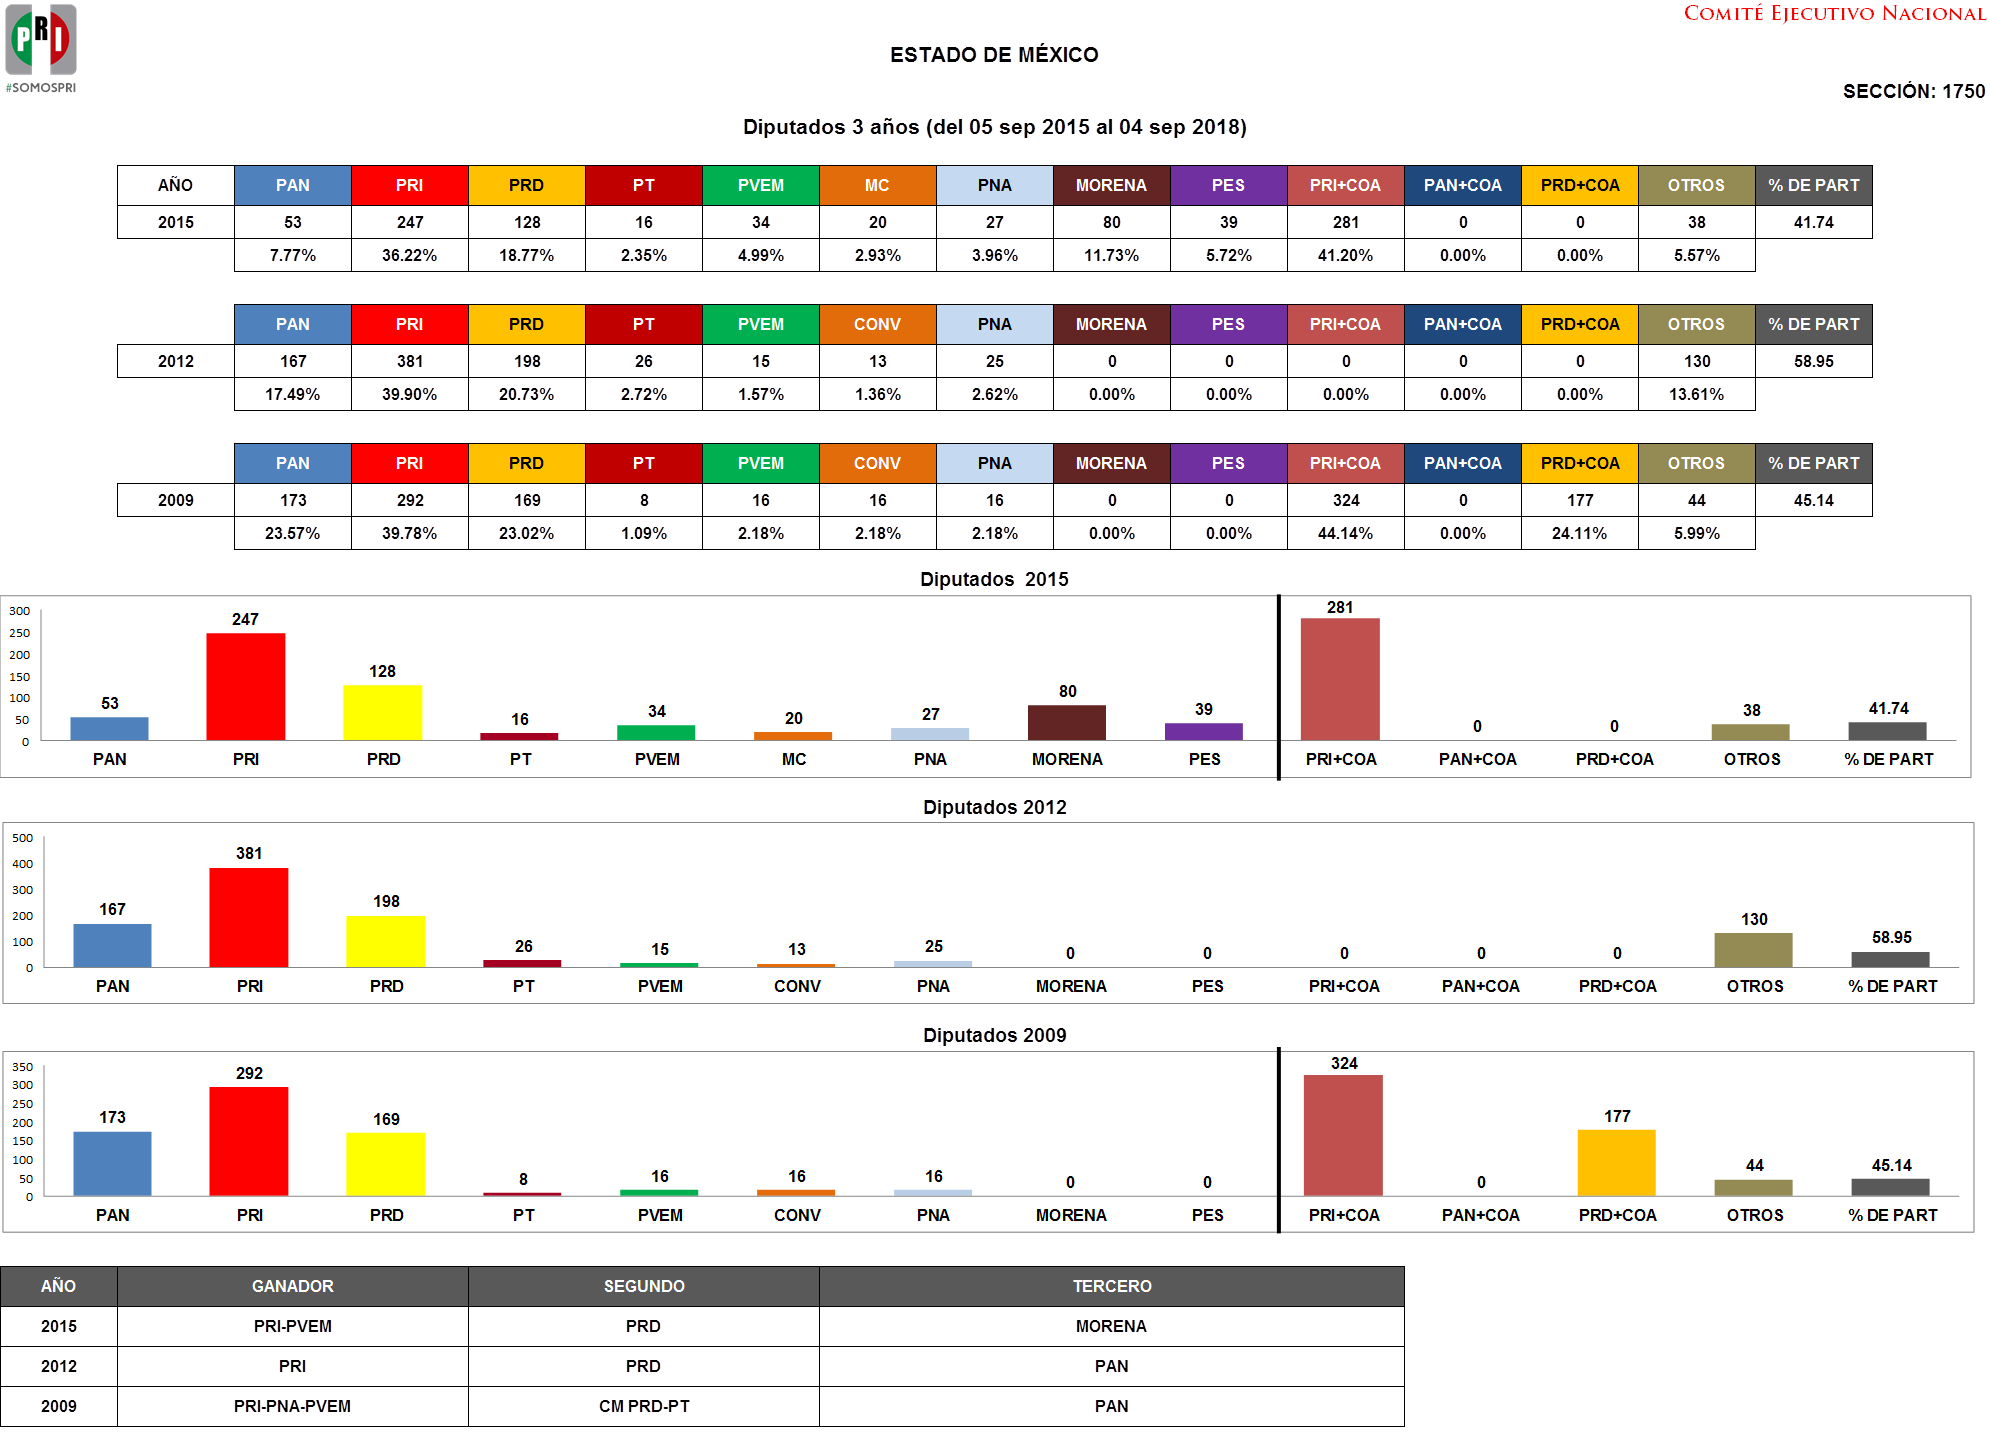 COMITÉ EJECUTIVO NACIONAL
PRI
#SOMOSPRI
ESTADO DE MÉXICO
SECCIÓN: 1750
Diputados 3 años (del 05 sep 2015 al 04 sep 2018)
AÑO PAN PRI PRD PT PVEM MC PNA MORENA PES PRI+COA PAN+COA PRD+COA OTROS % DE PART
2015 53 247 128 16 34 20 27 80 39 281 0 0 38 41.74
7.77% 36.22% 18.77% 2.35% 4.99% 2.93% 3.96% 11.73% 5.72% 41.20% 0.00% 0.00% 5.57%
PAN PRI PRD PT PVEM CONV PNA MORENA PES PRI+COA PAN+COA PRD+COA OTROS % DE PART
2012 167 381 198 26 15 13 25 0 0 0 0 0 130 58.95
17.49% 39.90% 20.73% 2.72% 1.57% 1.36% 2.62% 0.00% 0.00% 0.00% 0.00% 0.00% 13.61%
PAN PRI PRD PT PVEM CONV PNA MORENA PES PRI+COA PAN+COA PRD+COA OTROS % DE PART
2009 173 292 169 8 16 16 16 0 0 324 0 177 44 45.14
23.57% 39.78% 23.02% 1.09% 2.18% 2.18% 2.18% 0.00% 0.00% 44.14% 0.00% 24.11% 5.99%
Diputados 2015
300
250
200
150
100
50
0
53 247 128 16 34 20 27 80 39 281 0 0 38 41.74
PAN PRI PRD PT PVEM MC PNA MORENA PES PRI+COA PAN+COA PRD+COA OTROS % DE PART
Diputados 2012
500
400
300
200
100
0
167 381 198 26 15 13 25 0 0 0 0 0 130 58.95
PAN PRI PRD PT PVEM CONV PNA MORENA PES PRI+COA PAN+COA PRD+COA OTROS % DE PART
Diputados 2009
350
300
250
200
150
100
50
0
173 292 169 8 16 16 16 0 0 324 0 177 44 45.14
PAN PRI PRD PT PVEM CONV PNA MORENA PES PRI+COA PAN+COA PRD+COA OTROS % DE PART
AÑO GANADOR SEGUNDO TERCERO
2015 PRI-PVEM PRD MORENA
2012 PRI PRD PAN
2009 PRI-PNA-PVEM CM PRD-PT PAN